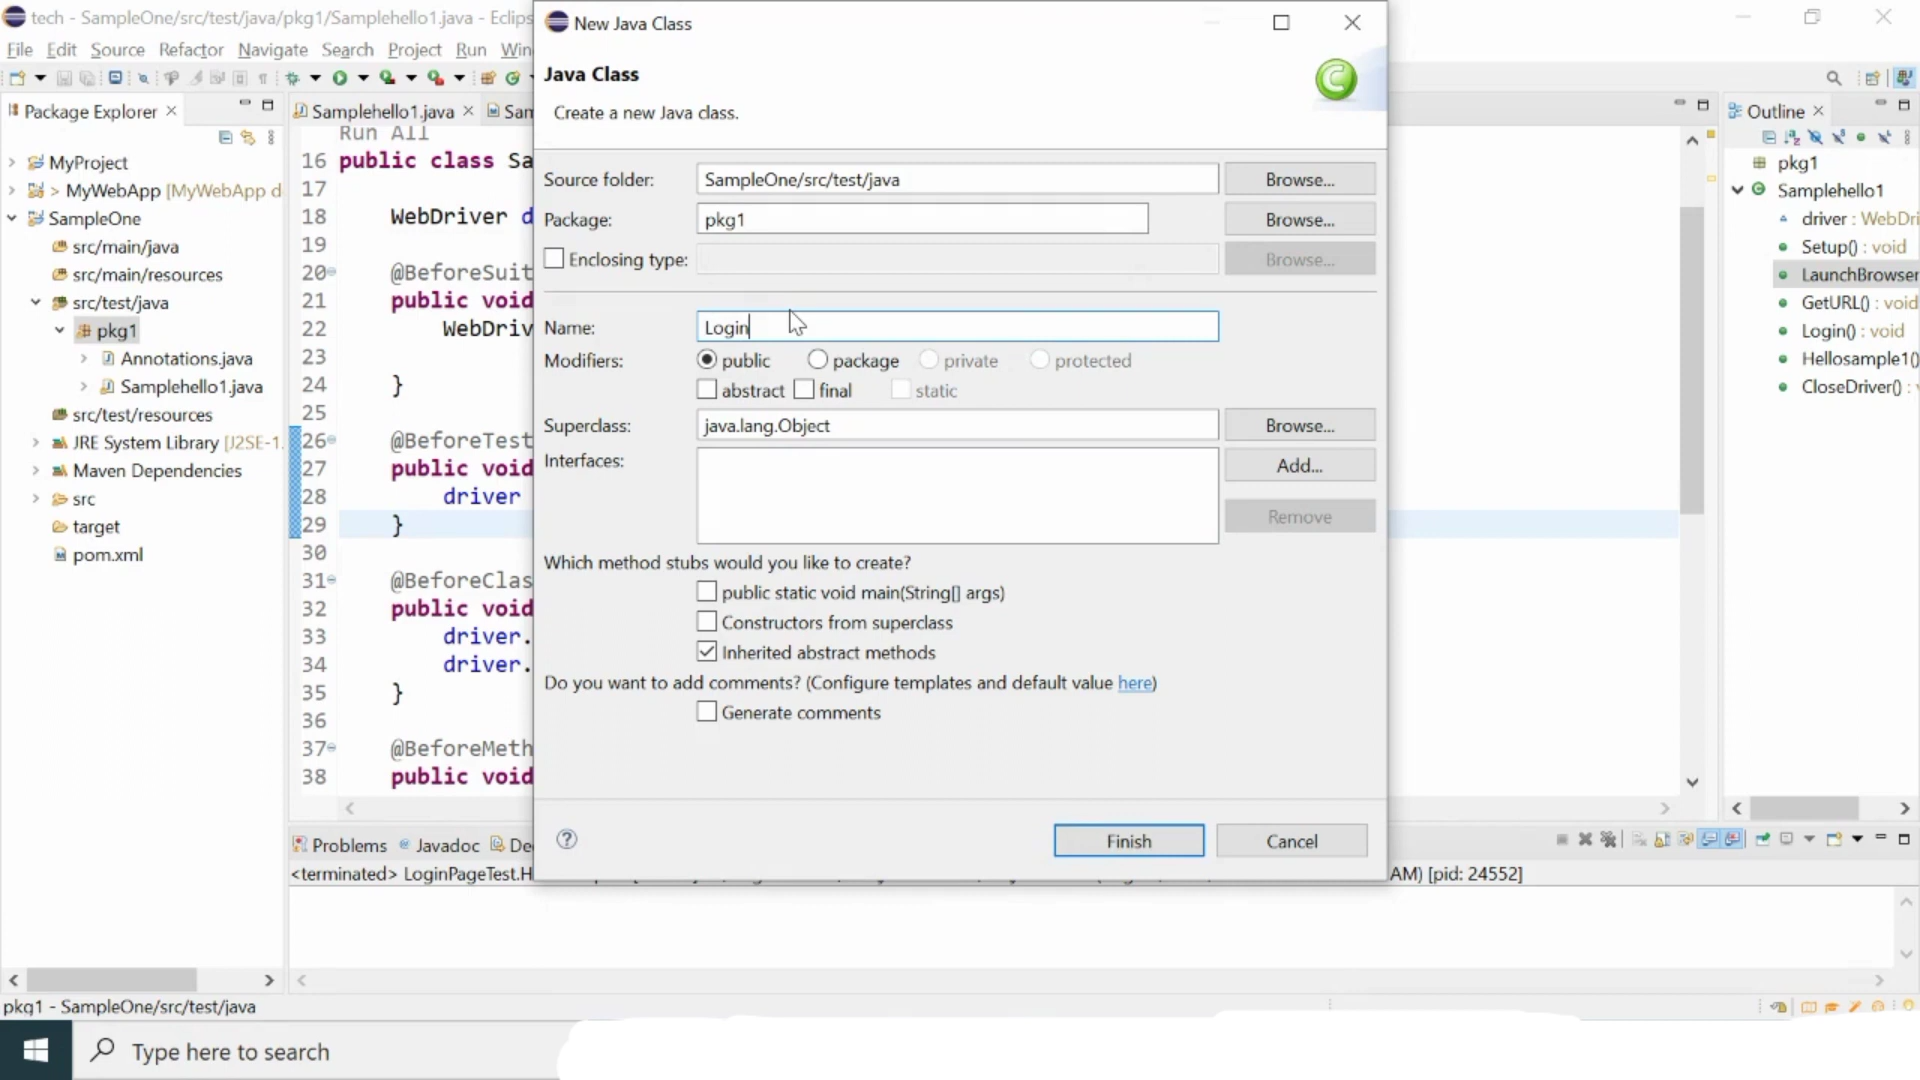 tech - SampleOne/src/test/java/pkg1/Samplehello1.java - Eclips
File Edit Source Refactor Navigate Search Project Run Win
Package Explorer
MyProject
> MyWebApp [MyWebApp d
SampleOne
src/main/java
src/main/resources
src/test/java
pkg1
Annotations.java
Samplehello1.java
src/test/resources
JRE System Library [J2SE-1.
Maven Dependencies
src
target
pom.xml
Samplehello1.java
Sam
Run All
16 public class Sa
17
18 WebDriver d
19
20 @BeforeSuit
21 public void
22 WebDriv
23
24 }
25
26 @BeforeTest
27 public void
28 driver
29 }
30
31 @BeforeClas
32 public void
33 driver.
34 driver.
35 }
36
37 @BeforeMeth
38 public void
New Java Class
Java Class
Create a new Java class.
Source folder: SampleOne/src/test/java Browse...
Package: pkg1 Browse...
Enclosing type: Browse...
Name: Login
Modifiers: public package private protected
abstract final static
Superclass: java.lang.Object Browse...
Interfaces: Add...
Remove
Which method stubs would you like to create?
public static void main(String[] args)
Constructors from superclass
Inherited abstract methods
Do you want to add comments? (Configure templates and default value here)
Generate comments
Finish Cancel
Outline
pkg1
Samplehello1
driver : WebDri
Setup() : void
LaunchBrowser
GetURL() : void
Login() : void
Hellosample1()
CloseDriver() :
Problems Javadoc De
<terminated> LoginPageTest.H AM) [pid: 24552]
pkg1 - SampleOne/src/test/java
Type here to search